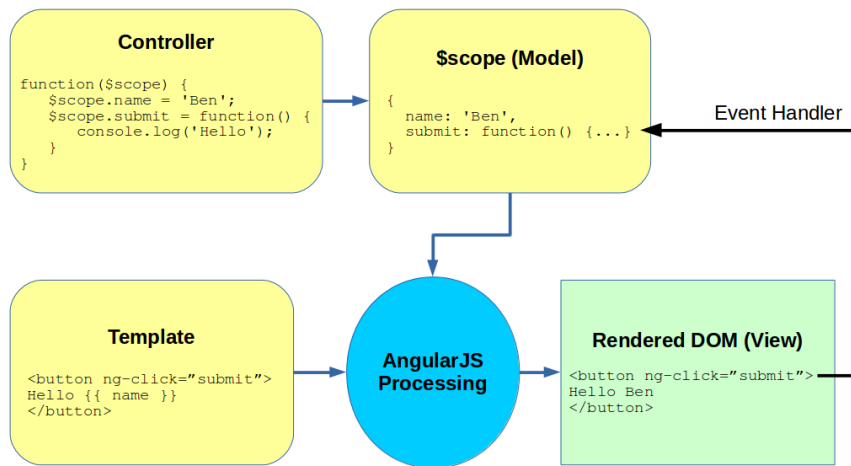 Controller
function($scope) {
   $scope.name = 'Ben';
   $scope.submit = function() {
      console.log('Hello');
   }
}
$scope (Model)
{
  name: 'Ben',
  submit: function() {...}
}
Event Handler
Template
<button ng-click=”submit”>
Hello {{ name }}
</button>
AngularJS
Processing
Rendered DOM (View)
<button ng-click=”submit”>
Hello Ben
</button>